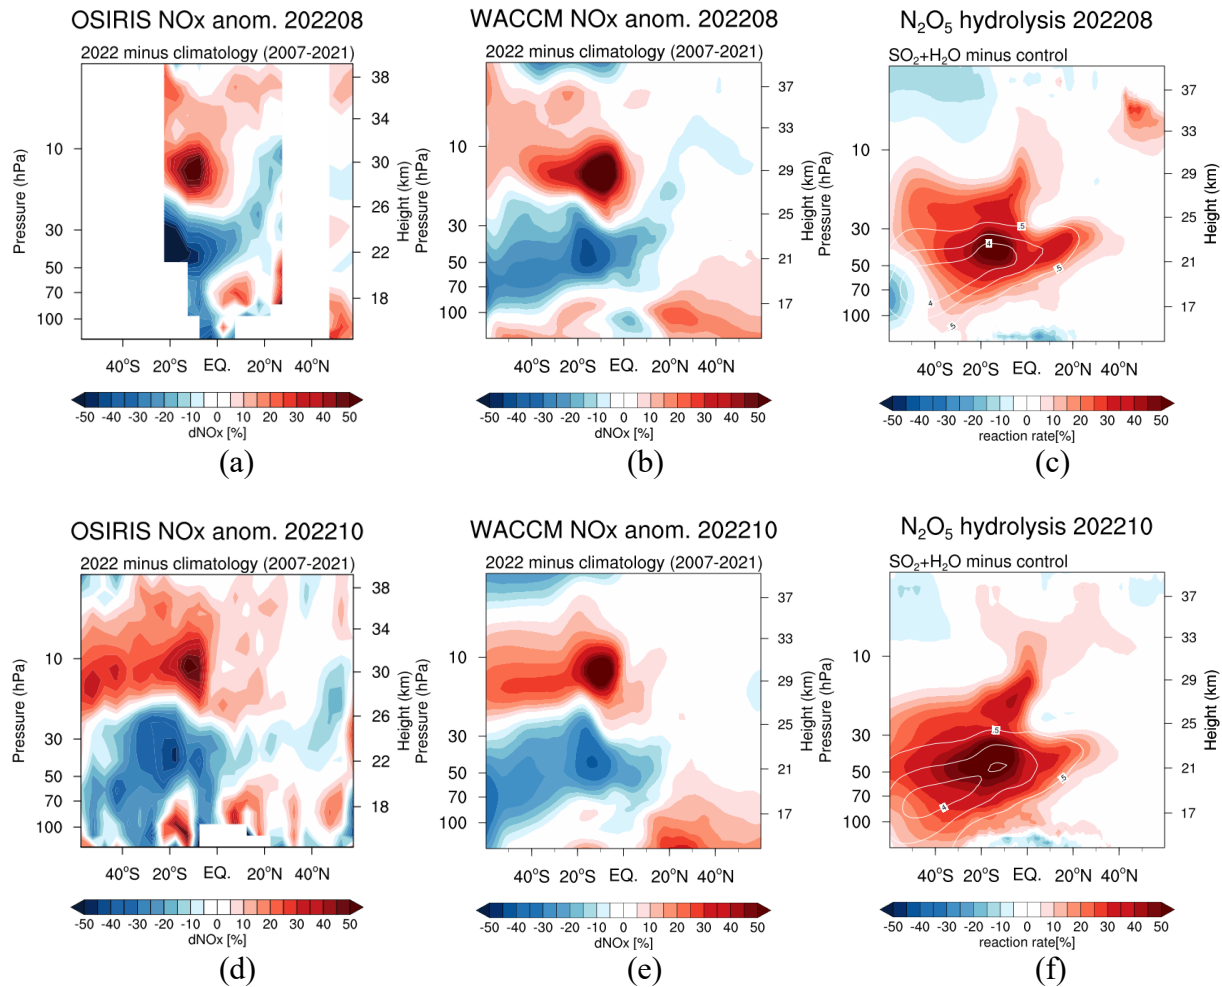 OSIRIS NOx anom. 202208
2022 minus climatology (2007-2021)
Pressure (hPa)
10
30
50
70
100
38
34
30
26
22
18
Height (km)
40°S 20°S EQ. 20°N 40°N
-50 -40 -30 -20 -10 0 10 20 30 40 50
dNOx [%]
(a)
WACCM NOx anom. 202208
2022 minus climatology (2007-2021)
Pressure (hPa)
10
30
50
70
100
37
33
29
25
21
17
Height (km)
40°S 20°S EQ. 20°N 40°N
-50 -40 -30 -20 -10 0 10 20 30 40 50
dNOx [%]
(b)
N₂O₅ hydrolysis 202208
SO₂+H₂O minus control
Pressure (hPa)
10
30
50
70
100
37
33
29
25
21
17
Height (km)
.5
4
.5
4
.5
40°S 20°S EQ. 20°N 40°N
-50 -40 -30 -20 -10 0 10 20 30 40 50
reaction rate[%]
(c)
OSIRIS NOx anom. 202210
2022 minus climatology (2007-2021)
Pressure (hPa)
10
30
50
70
100
38
34
30
26
22
18
Height (km)
40°S 20°S EQ. 20°N 40°N
-50 -40 -30 -20 -10 0 10 20 30 40 50
dNOx [%]
(d)
WACCM NOx anom. 202210
2022 minus climatology (2007-2021)
Pressure (hPa)
10
30
50
70
100
37
33
29
25
21
17
Height (km)
40°S 20°S EQ. 20°N 40°N
-50 -40 -30 -20 -10 0 10 20 30 40 50
dNOx [%]
(e)
N₂O₅ hydrolysis 202210
SO₂+H₂O minus control
Pressure (hPa)
10
30
50
70
100
37
33
29
25
21
17
Height (km)
.5
.5
4
40°S 20°S EQ. 20°N 40°N
-50 -40 -30 -20 -10 0 10 20 30 40 50
reaction rate[%]
(f)